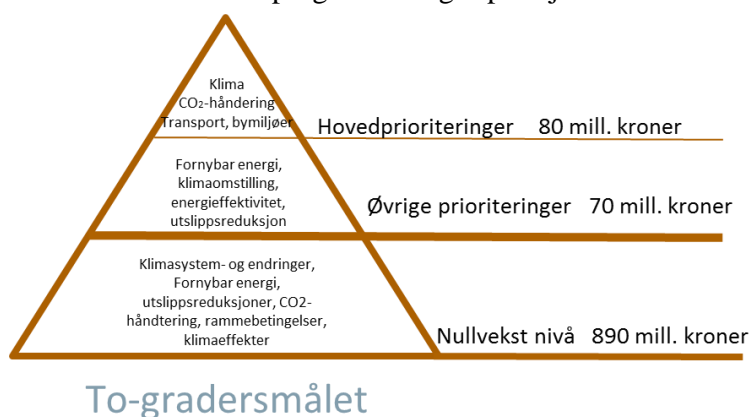 Klima
CO₂-håndering
Transport, bymiljøer
Hovedprioriteringer 80 mill. kroner
Fornybar energi,
klimaomstilling,
energieffektivitet,
utslippsreduksjon
Øvrige prioriteringer 70 mill. kroner
Klimasystem- og endringer,
Fornybar energi,
utslippsreduksjoner, CO2-
håndtering, rammebetingelser,
klimaeffekter
Nullvekst nivå 890 mill. kroner
To-gradersmålet